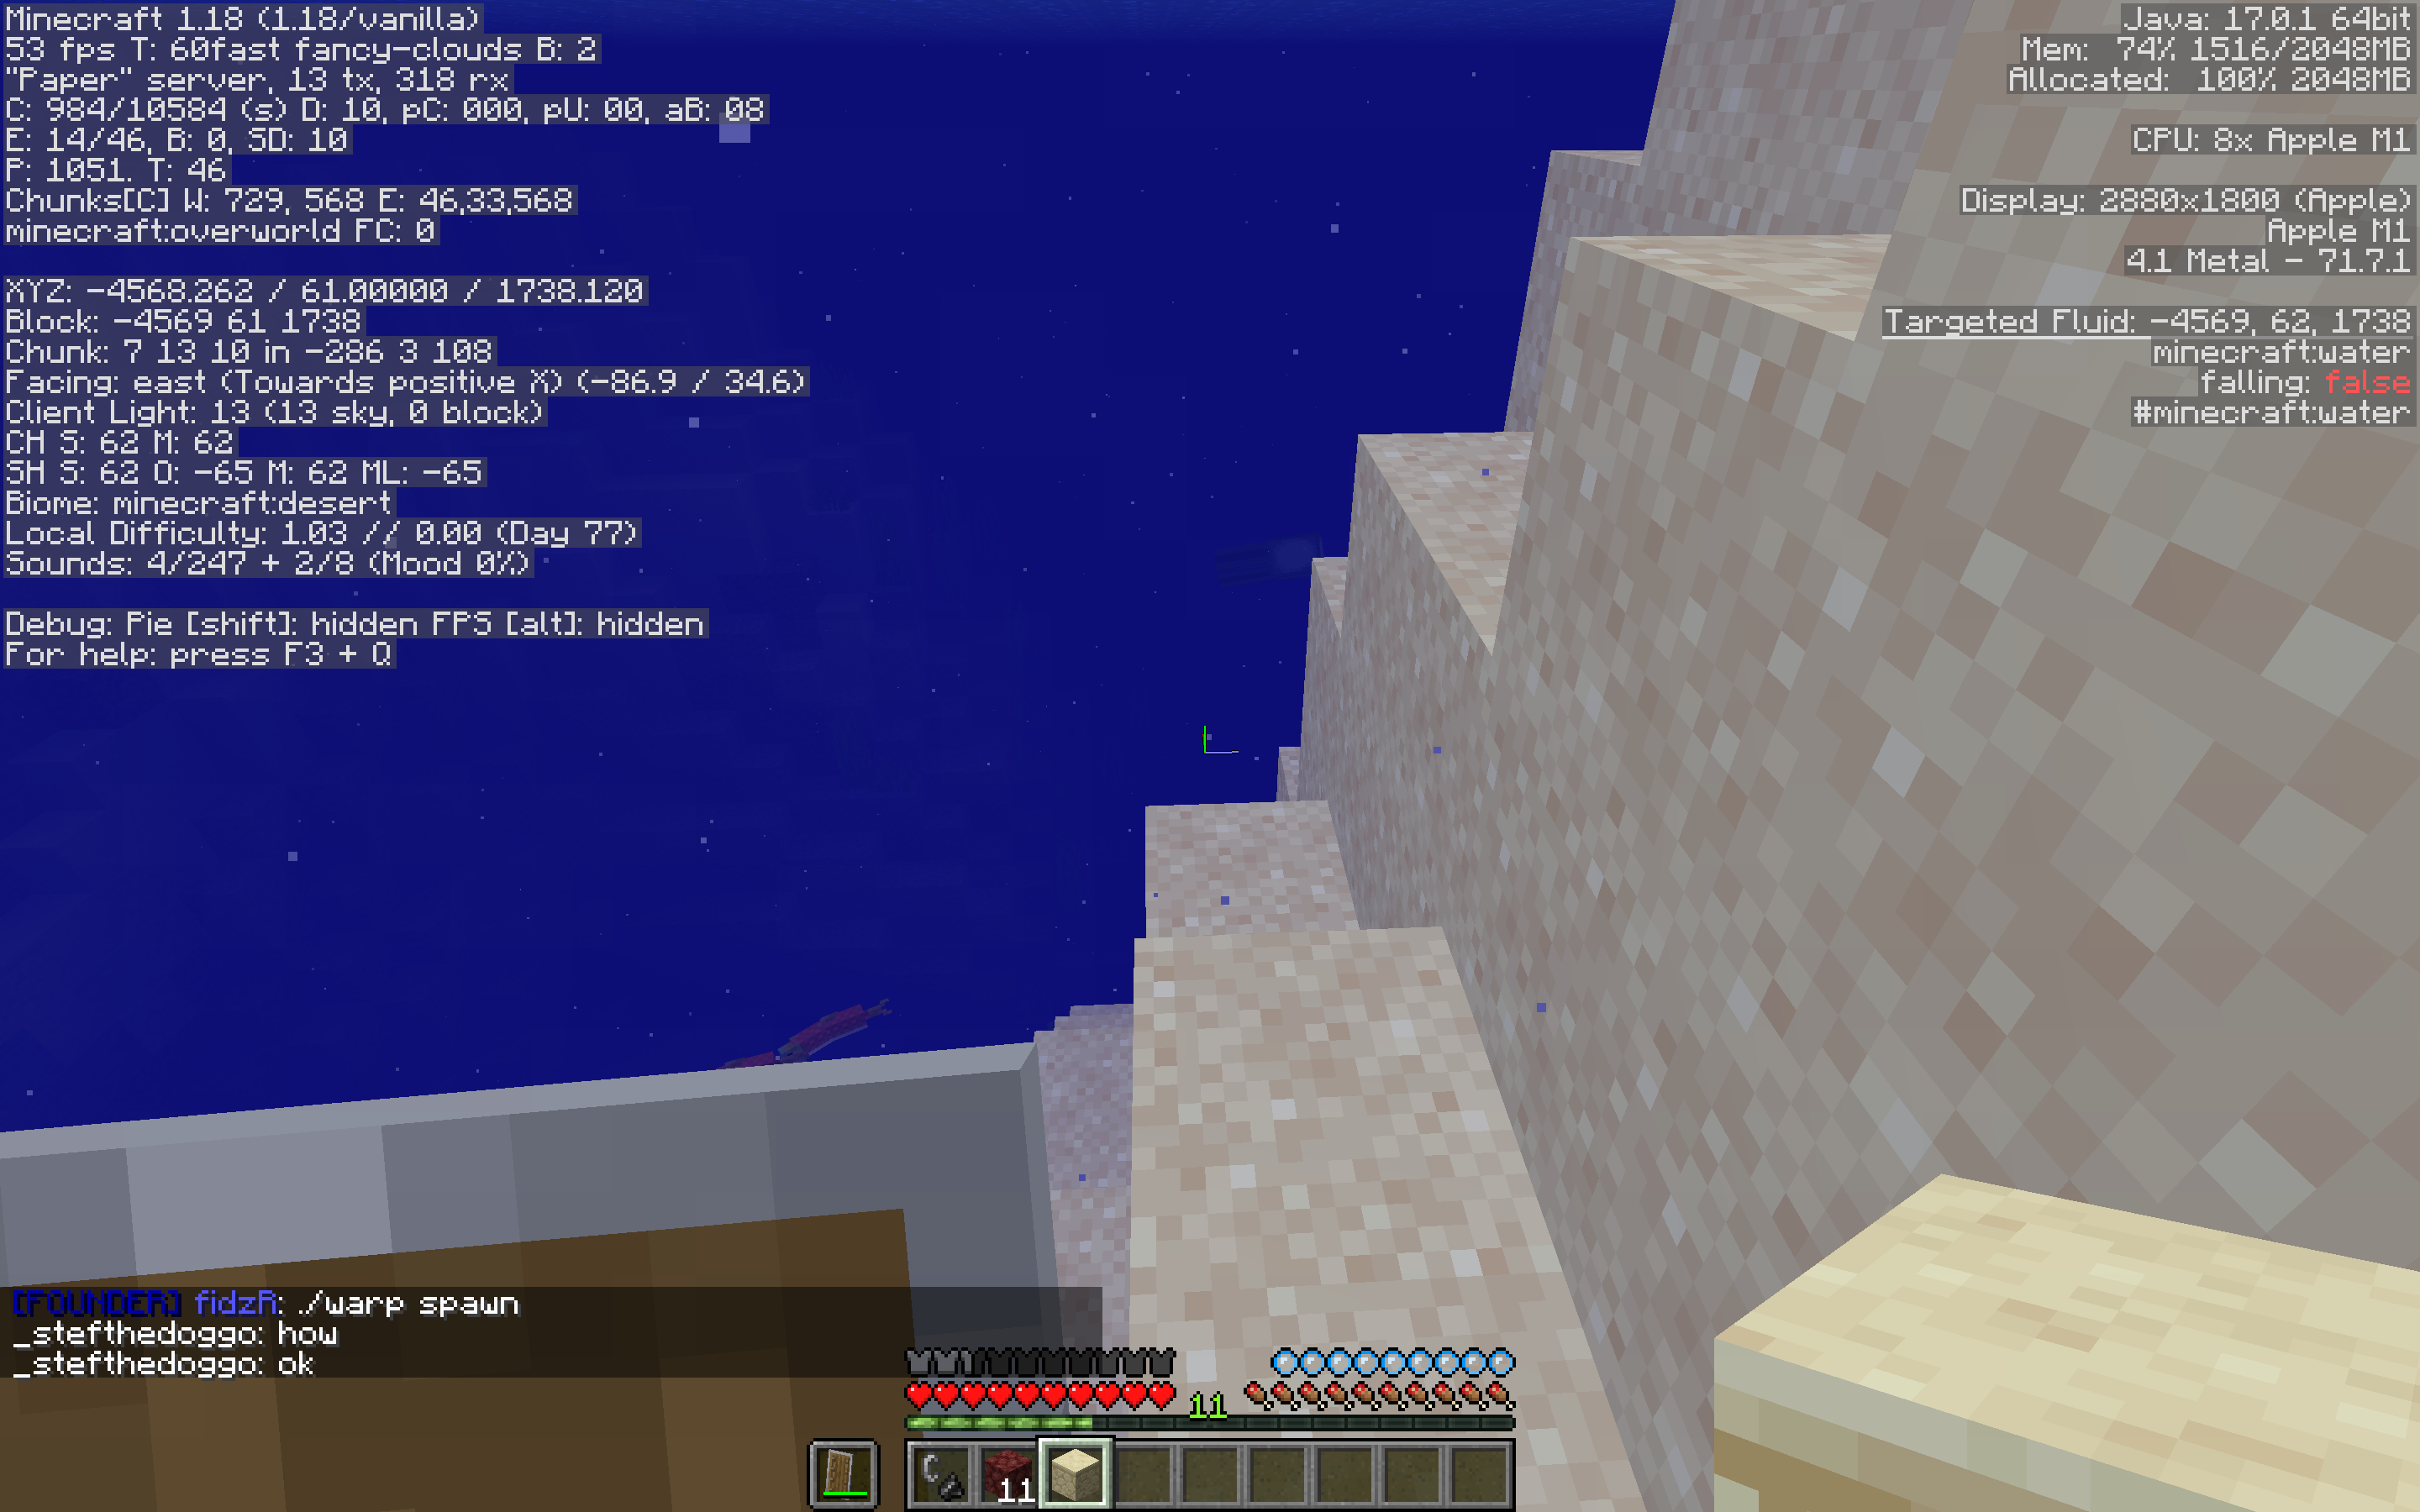 Minecraft 1.18 (1.18/vanilla)
53 fps T: 60fast fancy-clouds B: 2
"Paper" server, 13 tx, 318 rx
C: 984/10584 (s) D: 10, pC: 000, pU: 00, aB: 08
E: 14/46, B: 0, SD: 10
P: 1051. T: 46
Chunks[C] W: 729, 568 E: 46,33,568
minecraft:overworld FC: 0
XYZ: -4568.262 / 61.00000 / 1738.120
Block: -4569 61 1738
Chunk: 7 13 10 in -286 3 108
Facing: east (Towards positive X) (-86.9 / 34.6)
Client Light: 13 (13 sky, 0 block)
CH S: 62 M: 62
SH S: 62 O: -65 M: 62 ML: -65
Biome: minecraft:desert
Local Difficulty: 1.03 // 0.00 (Day 77)
Sounds: 4/247 + 2/8 (Mood 0%)
Debug: Pie [shift]: hidden FPS [alt]: hidden
For help: press F3 + Q
Java: 17.0.1 64bit
Mem: 74% 1516/2048MB
Allocated: 100% 2048MB
CPU: 8x Apple M1
Display: 2880x1800 (Apple)
Apple M1
4.1 Metal - 71.7.1
Targeted Fluid: -4569, 62, 1738
minecraft:water
falling: false
#minecraft:water
[FOUNDER] fidzR: ./warp spawn
_stefthedoggo: how
_stefthedoggo: ok
11
11